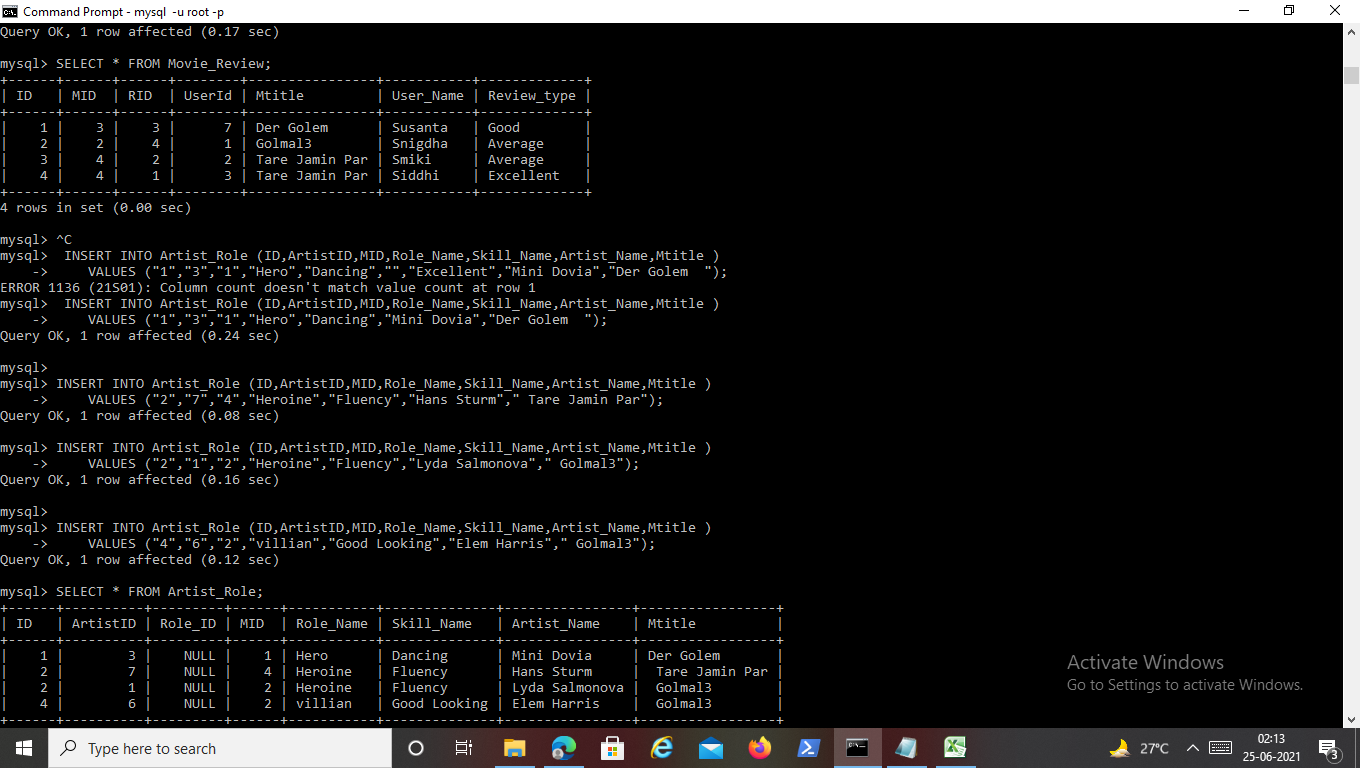 Command Prompt - mysql -u root -p
Query OK, 1 row affected (0.17 sec)
mysql> SELECT * FROM Movie_Review;
+------+------+------+--------+----------------+-----------+-------------+
| ID   | MID  | RID  | UserId | Mtitle         | User_Name | Review_type |
+------+------+------+--------+----------------+-----------+-------------+
|    1 |    3 |    3 |      7 | Der Golem      | Susanta   | Good        |
|    2 |    2 |    4 |      1 | Golmal3        | Snigdha   | Average     |
|    3 |    4 |    2 |      2 | Tare Jamin Par | Smiki     | Average     |
|    4 |    4 |    1 |      3 | Tare Jamin Par | Siddhi    | Excellent   |
+------+------+------+--------+----------------+-----------+-------------+
4 rows in set (0.00 sec)
mysql> ^C
mysql>  INSERT INTO Artist_Role (ID,ArtistID,MID,Role_Name,Skill_Name,Artist_Name,Mtitle )
    ->     VALUES ("1","3","1","Hero","Dancing","","Excellent","Mini Dovia","Der Golem  ");
ERROR 1136 (21S01): Column count doesn't match value count at row 1
mysql>  INSERT INTO Artist_Role (ID,ArtistID,MID,Role_Name,Skill_Name,Artist_Name,Mtitle )
    ->     VALUES ("1","3","1","Hero","Dancing","Mini Dovia","Der Golem  ");
Query OK, 1 row affected (0.24 sec)
mysql>
mysql> INSERT INTO Artist_Role (ID,ArtistID,MID,Role_Name,Skill_Name,Artist_Name,Mtitle )
    ->     VALUES ("2","7","4","Heroine","Fluency","Hans Sturm"," Tare Jamin Par");
Query OK, 1 row affected (0.08 sec)
mysql> INSERT INTO Artist_Role (ID,ArtistID,MID,Role_Name,Skill_Name,Artist_Name,Mtitle )
    ->     VALUES ("2","1","2","Heroine","Fluency","Lyda Salmonova"," Golmal3");
Query OK, 1 row affected (0.16 sec)
mysql>
mysql> INSERT INTO Artist_Role (ID,ArtistID,MID,Role_Name,Skill_Name,Artist_Name,Mtitle )
    ->     VALUES ("4","6","2","villian","Good Looking","Elem Harris"," Golmal3");
Query OK, 1 row affected (0.12 sec)
mysql> SELECT * FROM Artist_Role;
+------+----------+---------+------+-----------+--------------+----------------+-----------------+
| ID   | ArtistID | Role_ID | MID  | Role_Name | Skill_Name   | Artist_Name    | Mtitle          |
+------+----------+---------+------+-----------+--------------+----------------+-----------------+
|    1 |        3 |    NULL |    1 | Hero      | Dancing      | Mini Dovia     | Der Golem       |
|    2 |        7 |    NULL |    4 | Heroine   | Fluency      | Hans Sturm     |  Tare Jamin Par |
|    2 |        1 |    NULL |    2 | Heroine   | Fluency      | Lyda Salmonova |  Golmal3        |
|    4 |        6 |    NULL |    2 | villian   | Good Looking | Elem Harris    |  Golmal3        |
+------+----------+---------+------+-----------+--------------+----------------+-----------------+
Activate Windows
Go to Settings to activate Windows.
Type here to search
27°C
02:13
25-06-2021
3